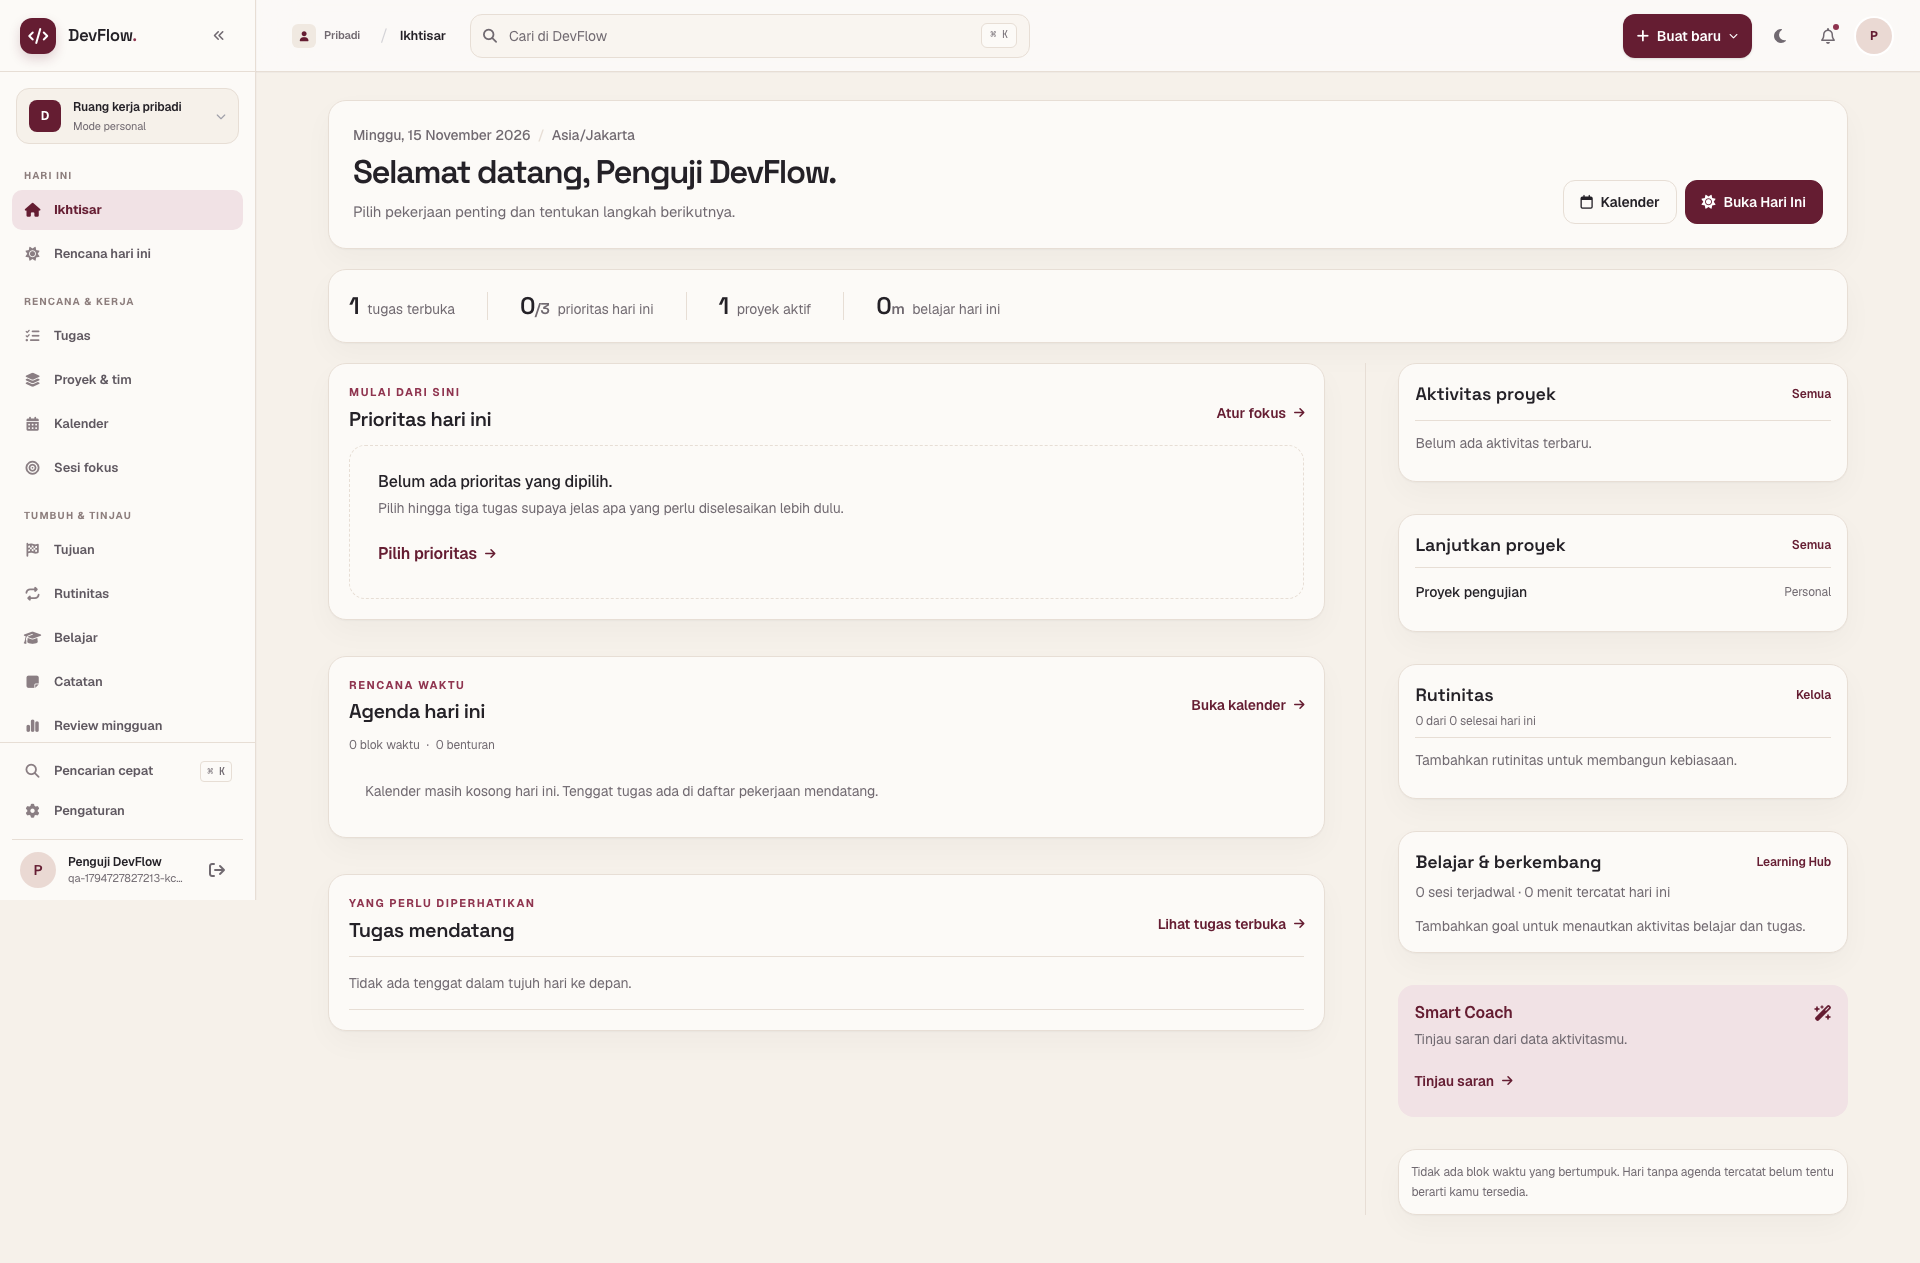 DevFlow.
Pribadi / Ikhtisar
Cari di DevFlow
⌘ K
Buat baru
P
D
Ruang kerja pribadi
Mode personal
HARI INI
Ikhtisar
Rencana hari ini
RENCANA & KERJA
Tugas
Proyek & tim
Kalender
Sesi fokus
TUMBUH & TINJAU
Tujuan
Rutinitas
Belajar
Catatan
Review mingguan
Pencarian cepat
⌘ K
Pengaturan
P
Penguji DevFlow
qa-1794727827213-kc...
Minggu, 15 November 2026 / Asia/Jakarta
Selamat datang, Penguji DevFlow.
Pilih pekerjaan penting dan tentukan langkah berikutnya.
Kalender
Buka Hari Ini
1 tugas terbuka
0/3 prioritas hari ini
1 proyek aktif
0m belajar hari ini
MULAI DARI SINI
Prioritas hari ini
Atur fokus →
Belum ada prioritas yang dipilih.
Pilih hingga tiga tugas supaya jelas apa yang perlu diselesaikan lebih dulu.
Pilih prioritas →
RENCANA WAKTU
Agenda hari ini
Buka kalender →
0 blok waktu · 0 benturan
Kalender masih kosong hari ini. Tenggat tugas ada di daftar pekerjaan mendatang.
YANG PERLU DIPERHATIKAN
Tugas mendatang
Lihat tugas terbuka →
Tidak ada tenggat dalam tujuh hari ke depan.
Aktivitas proyek
Semua
Belum ada aktivitas terbaru.
Lanjutkan proyek
Semua
Proyek pengujian
Personal
Rutinitas
Kelola
0 dari 0 selesai hari ini
Tambahkan rutinitas untuk membangun kebiasaan.
Belajar & berkembang
Learning Hub
0 sesi terjadwal · 0 menit tercatat hari ini
Tambahkan goal untuk menautkan aktivitas belajar dan tugas.
Smart Coach
Tinjau saran dari data aktivitasmu.
Tinjau saran →
Tidak ada blok waktu yang bertumpuk. Hari tanpa agenda tercatat belum tentu
berarti kamu tersedia.